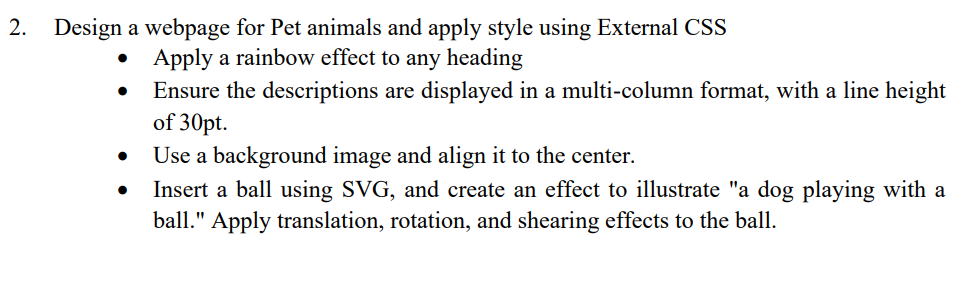 2. Design a webpage for Pet animals and apply style using External CSS
• Apply a rainbow effect to any heading
• Ensure the descriptions are displayed in a multi-column format, with a line height
of 30pt.
• Use a background image and align it to the center.
• Insert a ball using SVG, and create an effect to illustrate "a dog playing with a
ball." Apply translation, rotation, and shearing effects to the ball.